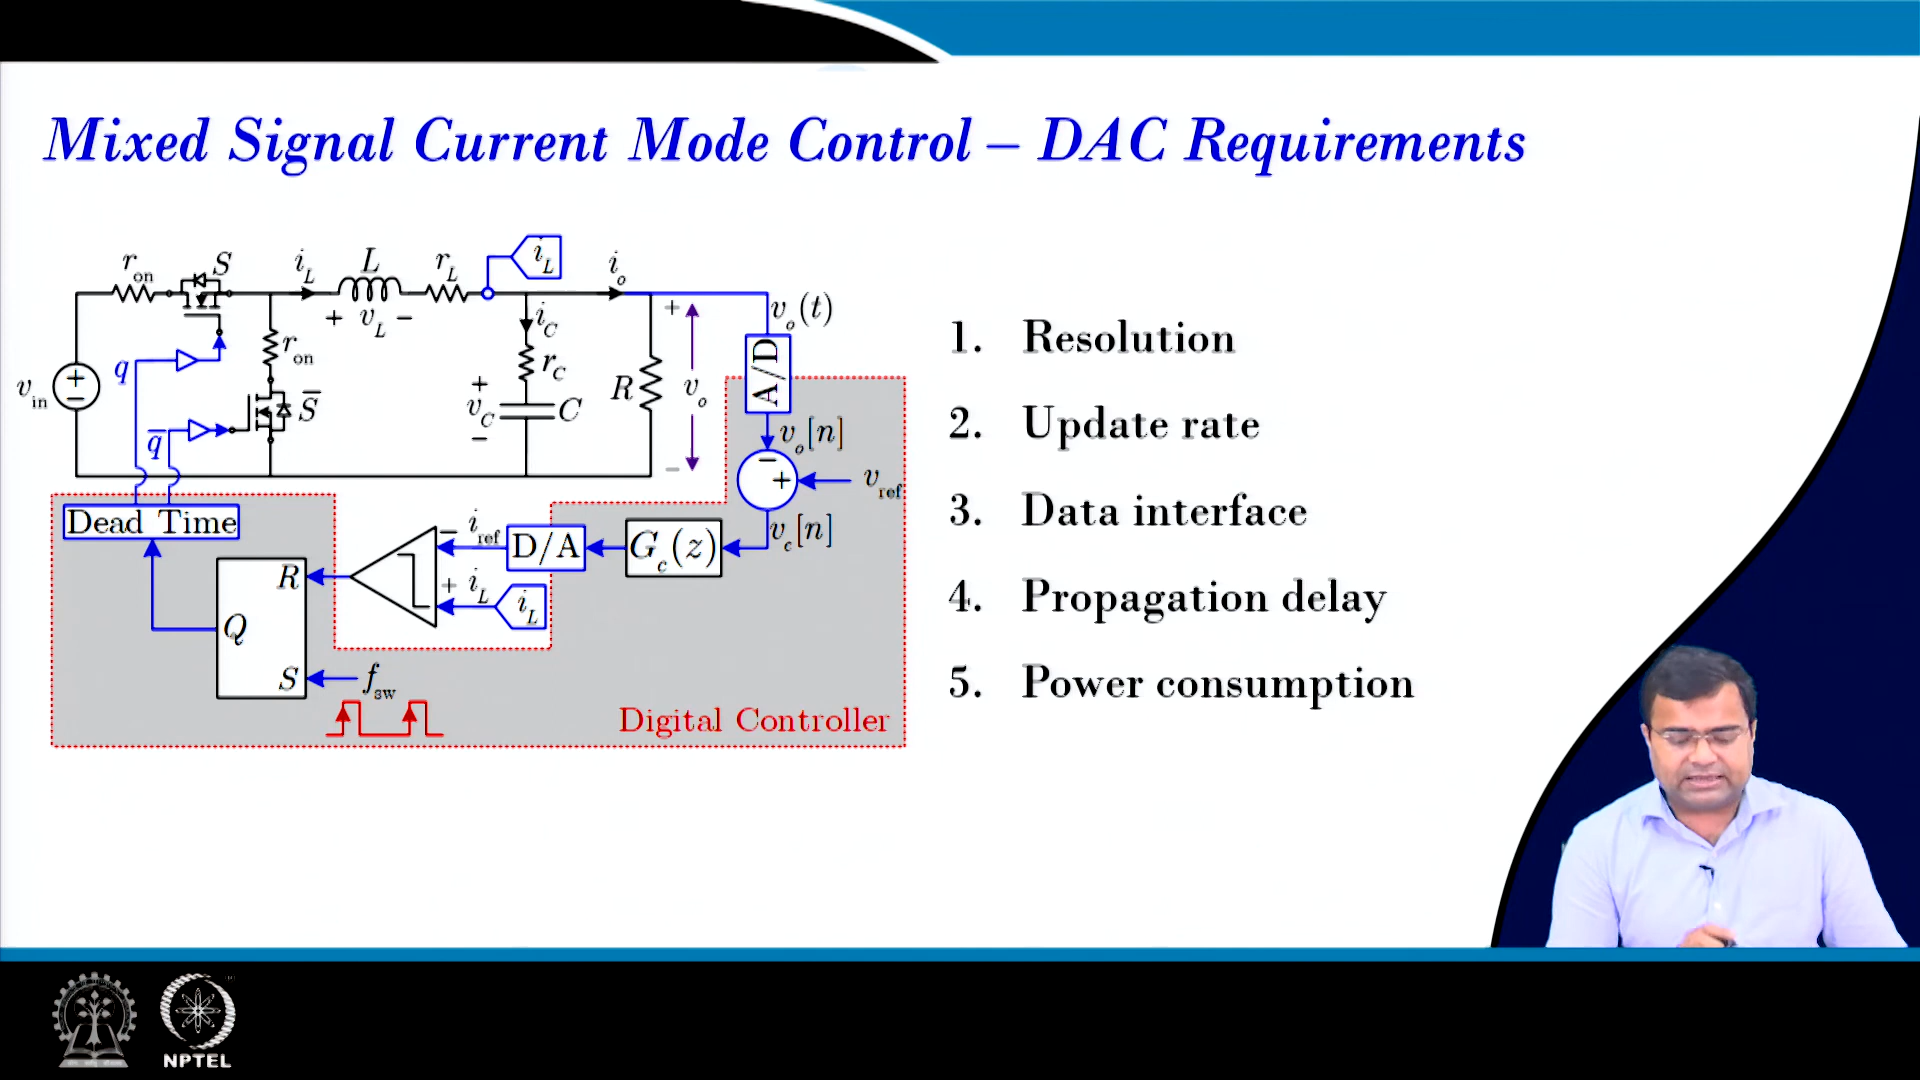 Mixed Signal Current Mode Control – DAC Requirements
r_on S i_L L r_L i_L i_o
+ v_L − i_C + v_o(t)
q r_on r_C A/D
v_in + − S̅ + v_C − C R v_o
q̅ − v_o[n]
− + v_ref
Dead Time − i_ref D/A G_c(z) v_c[n]
R + i_L i_L
Q
S f_sw
Digital Controller
1. Resolution
2. Update rate
3. Data interface
4. Propagation delay
5. Power consumption
NPTEL